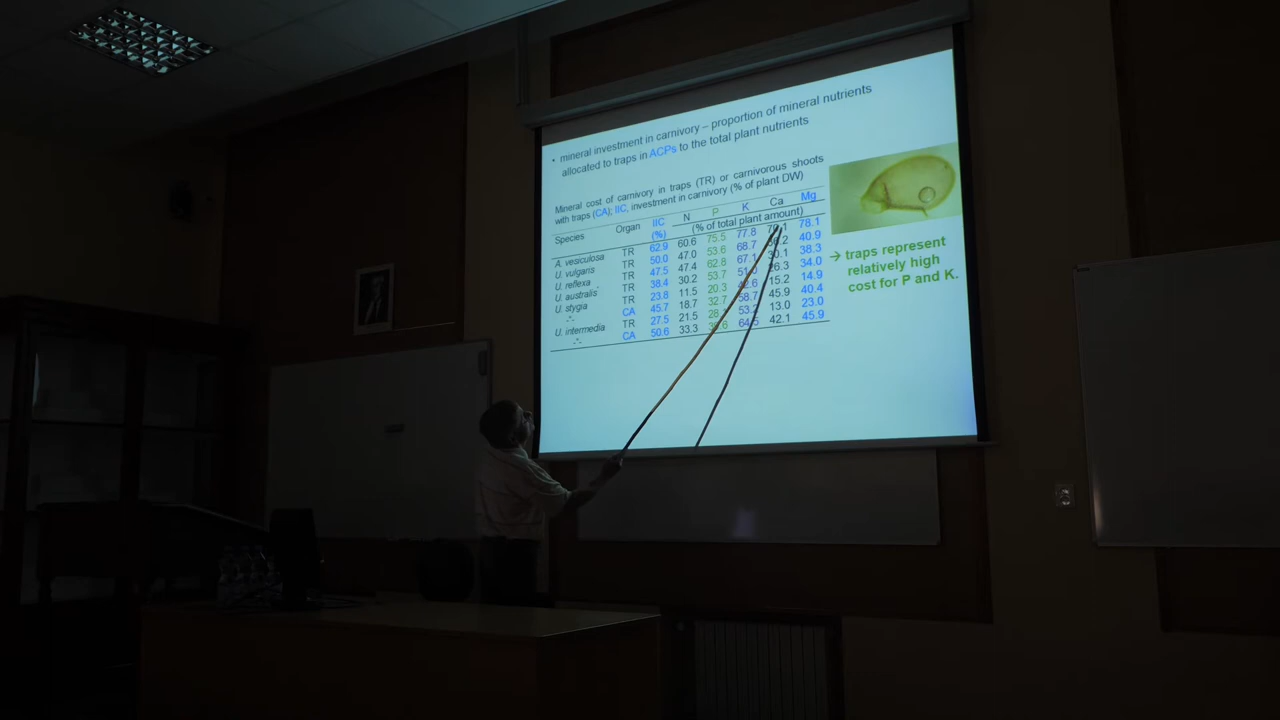 • mineral investment in carnivory – proportion of mineral nutrients
allocated to traps in ACPs to the total plant nutrients
Mineral cost of carnivory in traps (TR) or carnivorous shoots
with traps (CA); IIC, investment in carnivory (% of plant DW)
Species Organ IIC (%) N P K Ca Mg
(% of total plant amount)
A. vesiculosa TR 62.9 60.6 75.5 77.8 78.1
U. vulgaris TR 50.0 47.0 53.6 68.7 40.9
U. reflexa TR 47.5 47.4 62.8 67.1 30.1 38.3
U. australis TR 38.4 30.2 53.7 26.3 34.0
U. stygia TR 23.8 11.5 20.3 15.2 14.9
-"- CA 45.7 18.7 32.7 58.7 45.9 40.4
U. intermedia TR 27.5 21.5 13.0 23.0
-"- CA 50.6 33.3 42.1 45.9
→ traps represent
relatively high
cost for P and K.